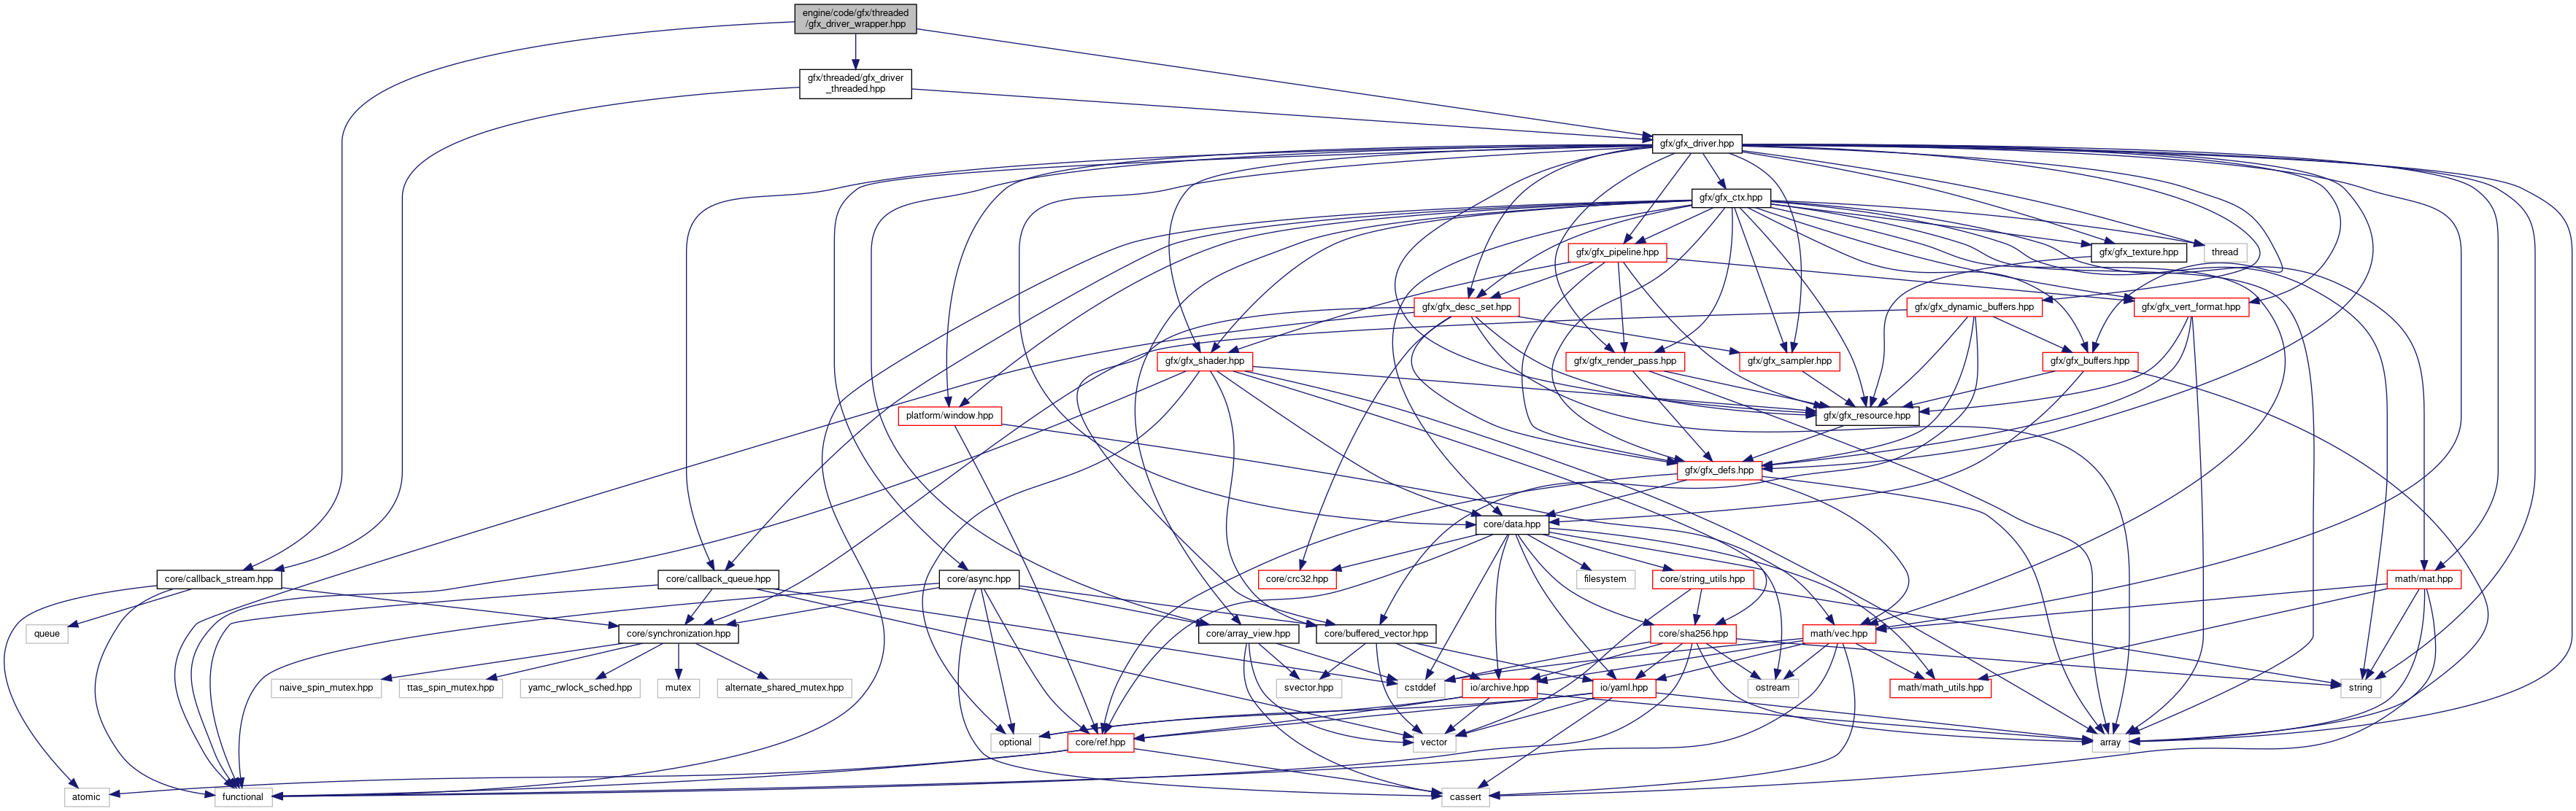 engine/code/gfx/threaded
/gfx_driver_wrapper.hpp
gfx/threaded/gfx_driver
_threaded.hpp
gfx/gfx_driver.hpp
gfx/gfx_ctx.hpp
gfx/gfx_pipeline.hpp
gfx/gfx_texture.hpp
thread
gfx/gfx_desc_set.hpp
gfx/gfx_dynamic_buffers.hpp
gfx/gfx_vert_format.hpp
gfx/gfx_shader.hpp
gfx/gfx_render_pass.hpp
gfx/gfx_sampler.hpp
gfx/gfx_buffers.hpp
platform/window.hpp
gfx/gfx_resource.hpp
gfx/gfx_defs.hpp
core/data.hpp
core/callback_stream.hpp
core/callback_queue.hpp
core/async.hpp
core/crc32.hpp
filesystem
core/string_utils.hpp
math/mat.hpp
queue
core/synchronization.hpp
core/array_view.hpp
core/buffered_vector.hpp
core/sha256.hpp
math/vec.hpp
naive_spin_mutex.hpp
ttas_spin_mutex.hpp
yamc_rwlock_sched.hpp
mutex
alternate_shared_mutex.hpp
svector.hpp
cstddef
io/archive.hpp
io/yaml.hpp
ostream
math/math_utils.hpp
string
optional
core/ref.hpp
vector
array
atomic
functional
cassert